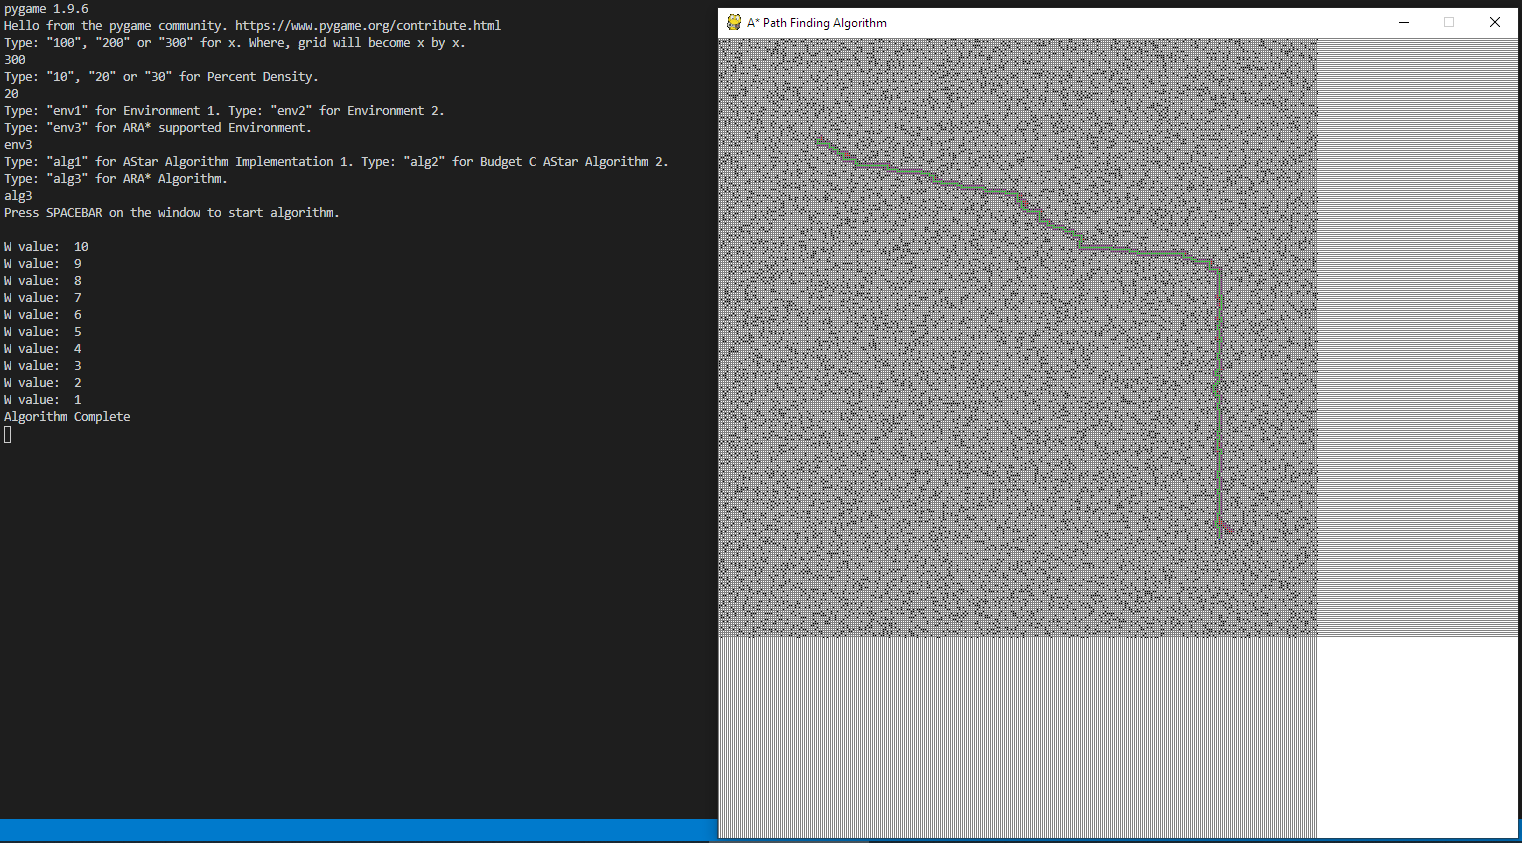 pygame 1.9.6
Hello from the pygame community. https://www.pygame.org/contribute.html
Type: "100", "200" or "300" for x. Where, grid will become x by x.
300
Type: "10", "20" or "30" for Percent Density.
20
Type: "env1" for Environment 1. Type: "env2" for Environment 2.
Type: "env3" for ARA* supported Environment.
env3
Type: "alg1" for AStar Algorithm Implementation 1. Type: "alg2" for Budget C AStar Algorithm 2.
Type: "alg3" for ARA* Algorithm.
alg3
Press SPACEBAR on the window to start algorithm.
W value:  10
W value:  9
W value:  8
W value:  7
W value:  6
W value:  5
W value:  4
W value:  3
W value:  2
W value:  1
Algorithm Complete
A* Path Finding Algorithm